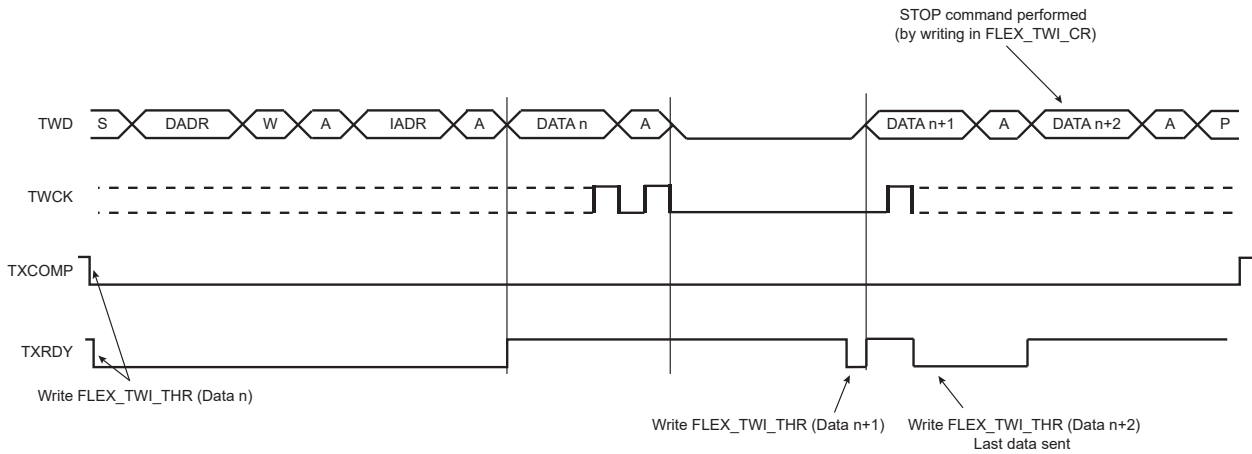 STOP command performed
(by writing in FLEX_TWI_CR)
TWD S DADR W A IADR A DATA n A DATA n+1 A DATA n+2 A P
TWCK
TXCOMP
TXRDY
Write FLEX_TWI_THR (Data n)
Write FLEX_TWI_THR (Data n+1) Write FLEX_TWI_THR (Data n+2)
Last data sent